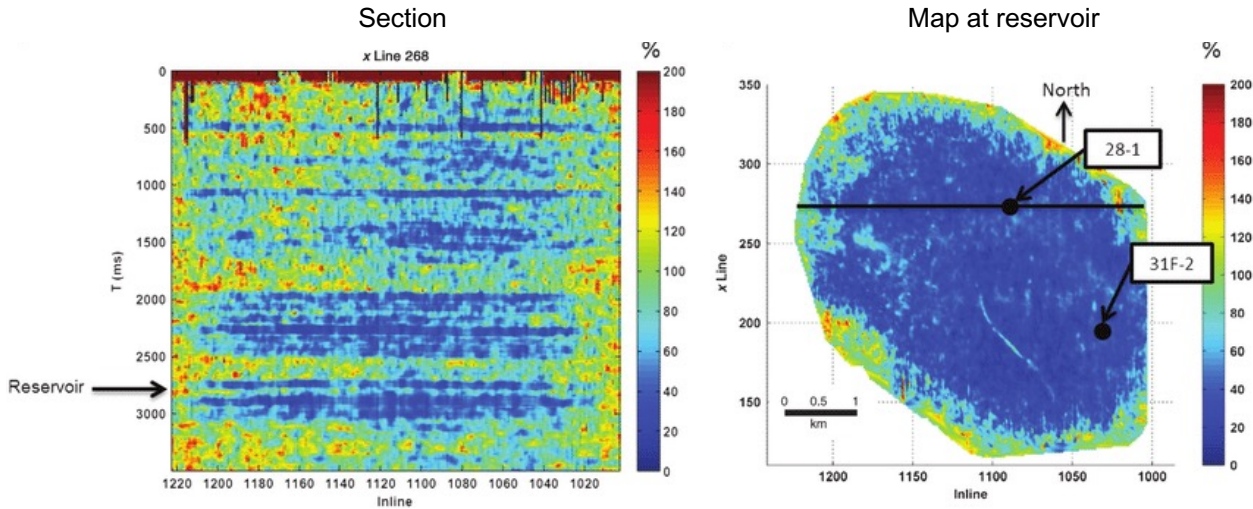 Section
Map at reservoir
x Line 268
%
T (ms)
0
500
1000
1500
2000
2500
3000
1220 1200 1180 1160 1140 1120 1100 1080 1060 1040 1020
Inline
200
180
160
140
120
100
80
60
40
20
0
Reservoir
%
x Line
350
300
250
200
150
1200 1150 1100 1050 1000
Inline
North
28-1
31F-2
0 0.5 1
km
200
180
160
140
120
100
80
60
40
20
0